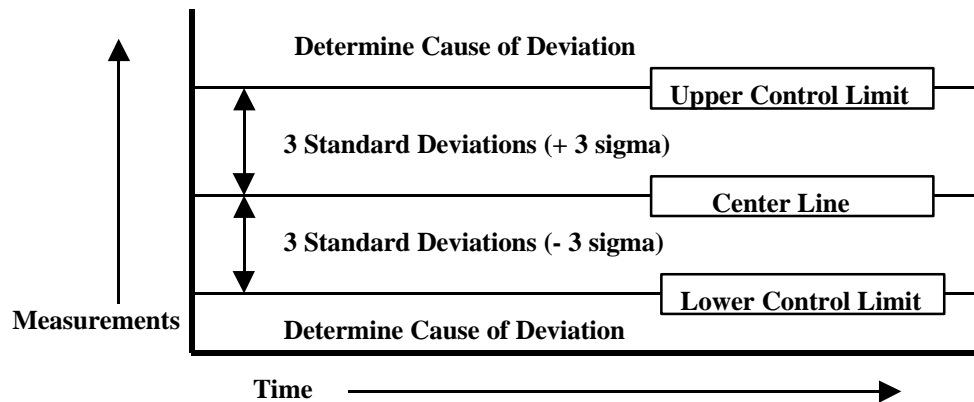 Determine Cause of Deviation
Upper Control Limit
3 Standard Deviations (+ 3 sigma)
Center Line
3 Standard Deviations (- 3 sigma)
Lower Control Limit
Measurements
Determine Cause of Deviation
Time